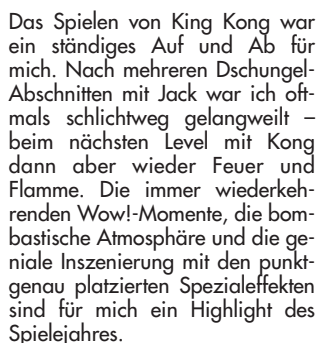 Das Spielen von King Kong war
ein ständiges Auf und Ab für
mich. Nach mehreren Dschungel-
Abschnitten mit Jack war ich oft-
mals schlichtweg gelangweilt –
beim nächsten Level mit Kong
dann aber wieder Feuer und
Flamme. Die immer wiederkeh-
renden Wow!-Momente, die bom-
bastische Atmosphäre und die ge-
niale Inszenierung mit den punkt-
genau platzierten Spezialeffekten
sind für mich ein Highlight des
Spielejahres.